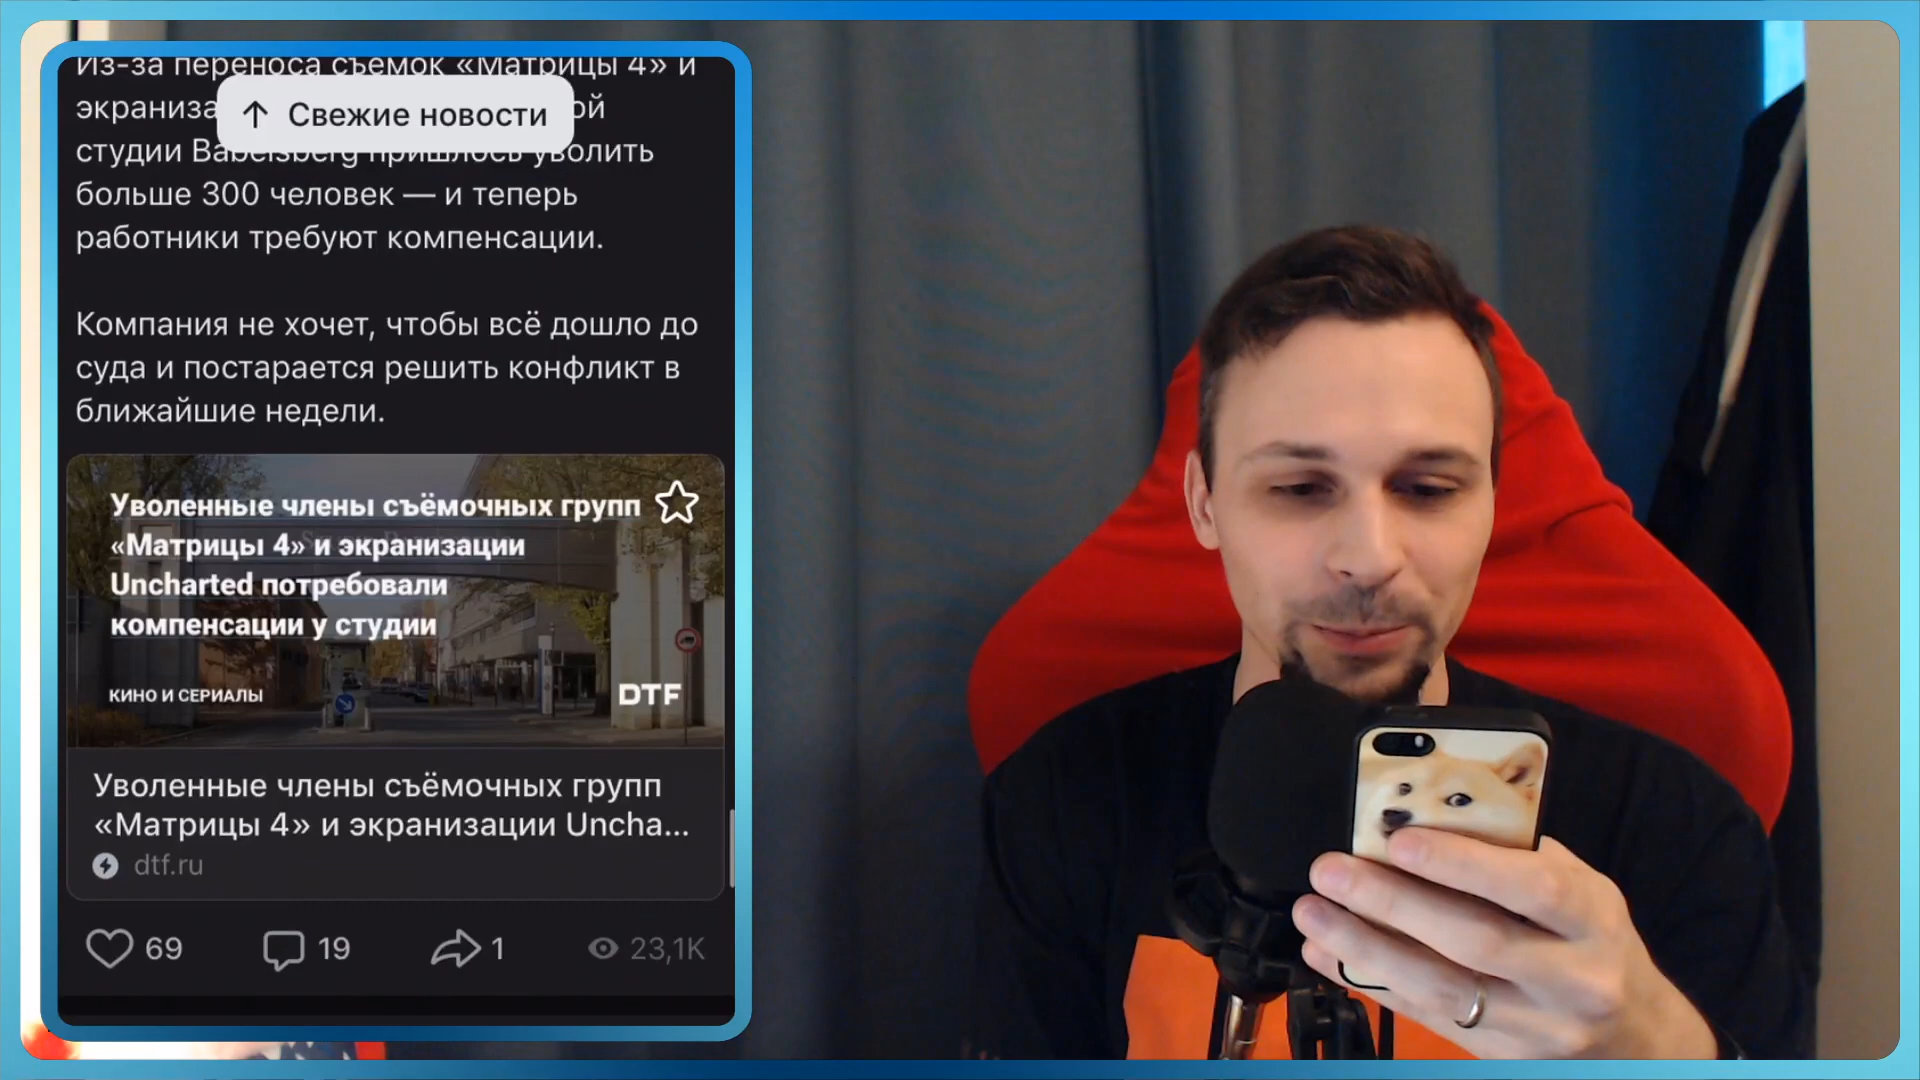 Из-за переноса съёмок «Матрицы 4» и
экраниза
ой
↑ Свежие новости
студии Babelsberg пришлось уволить
больше 300 человек — и теперь
работники требуют компенсации.
Компания не хочет, чтобы всё дошло до
суда и постарается решить конфликт в
ближайшие недели.
Уволенные члены съёмочных групп
«Матрицы 4» и экранизации
Uncharted потребовали
компенсации у студии
КИНО И СЕРИАЛЫ
DTF
Уволенные члены съёмочных групп
«Матрицы 4» и экранизации Uncha...
dtf.ru
69 19 1 23,1K